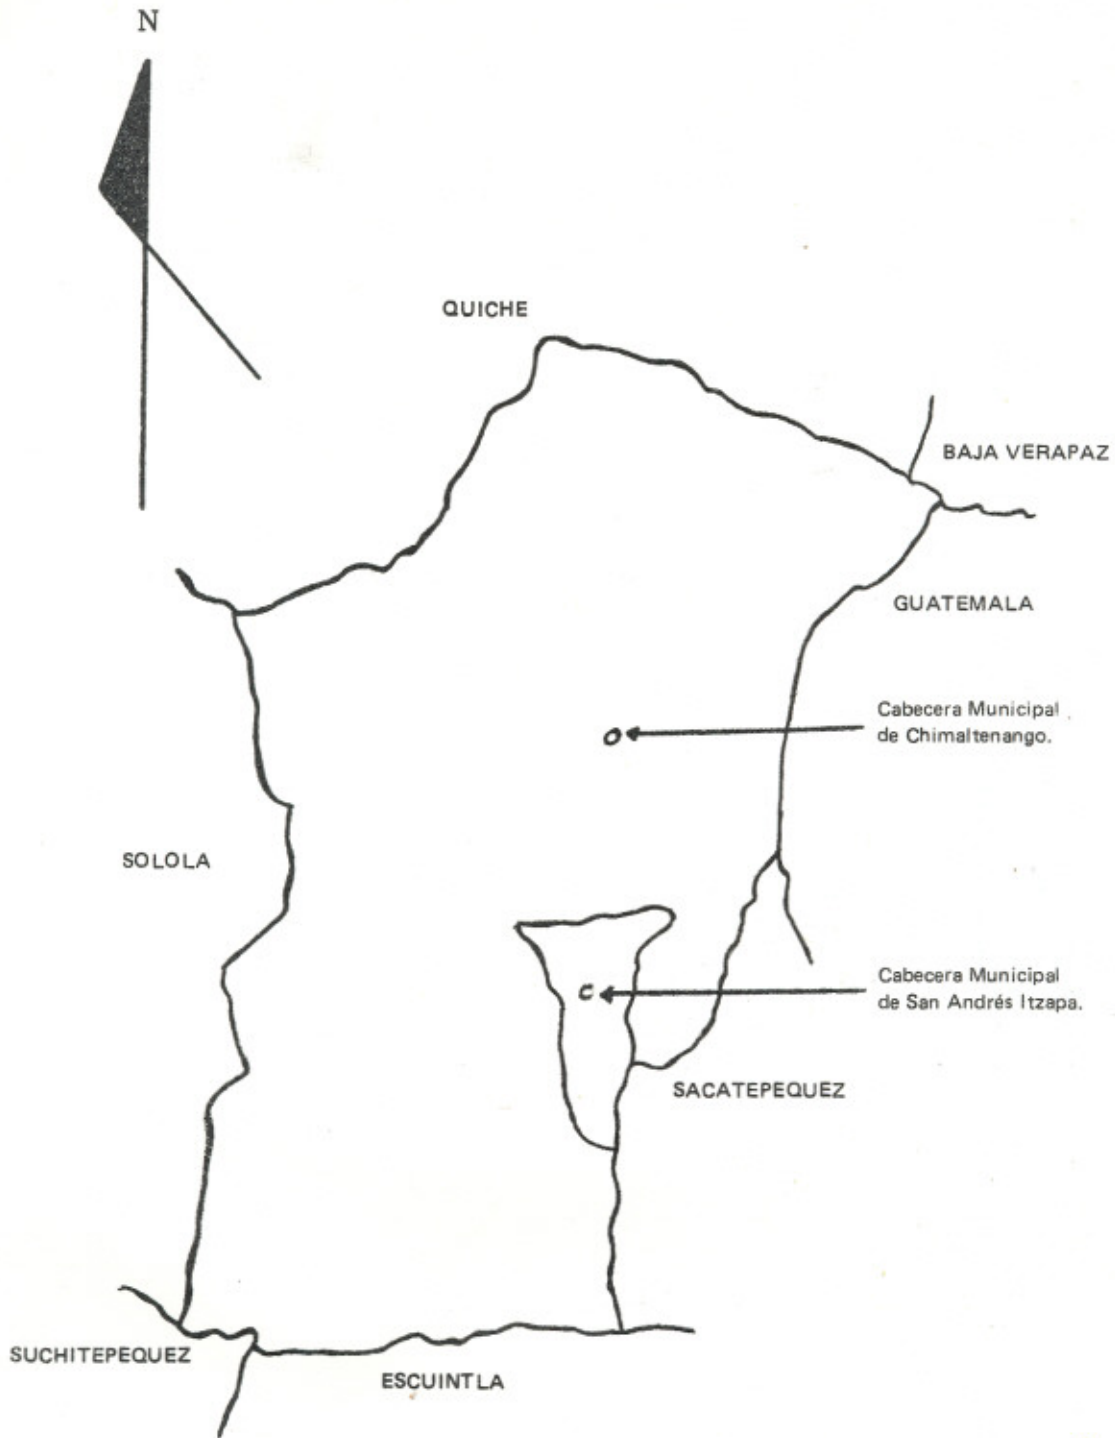 N
QUICHE
BAJA VERAPAZ
GUATEMALA
Cabecera Municipal
de Chimaltenango.
SOLOLA
Cabecera Municipal
de San Andrés Itzapa.
SACATEPEQUEZ
SUCHITEPEQUEZ
ESCUINTLA